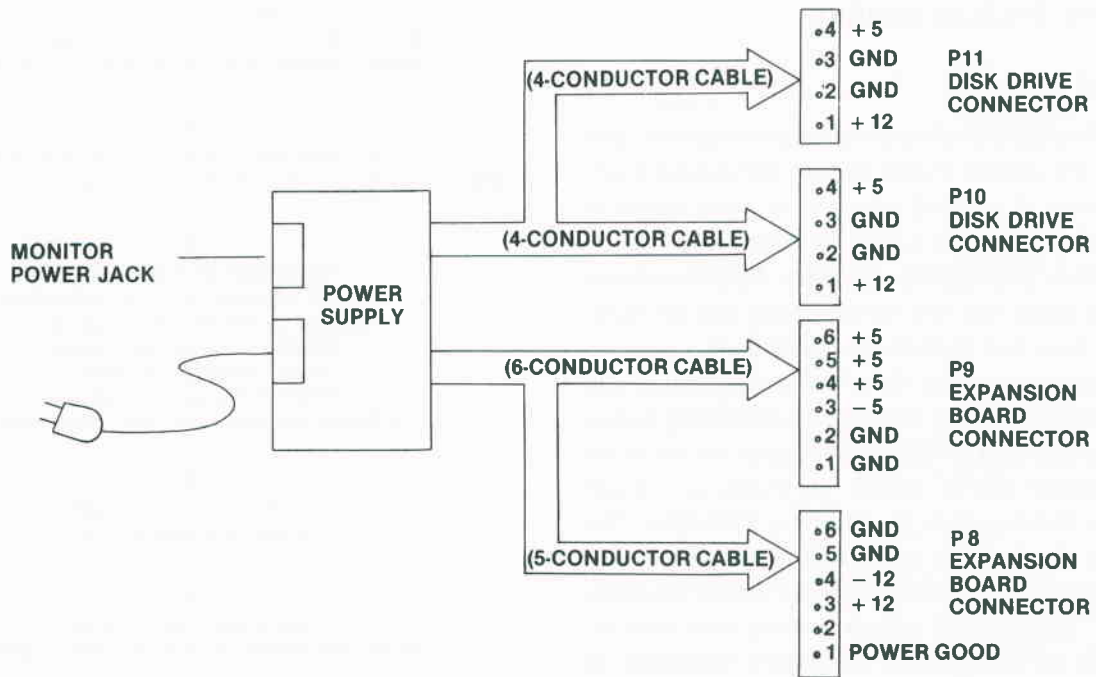 4 +5
3 GND
2 GND
1 +12
P11
DISK DRIVE
CONNECTOR
(4-CONDUCTOR CABLE)
4 +5
3 GND
2 GND
1 +12
P10
DISK DRIVE
CONNECTOR
(4-CONDUCTOR CABLE)
MONITOR
POWER JACK
POWER
SUPPLY
6 +5
5 +5
4 +5
3 -5
2 GND
1 GND
P9
EXPANSION
BOARD
CONNECTOR
(6-CONDUCTOR CABLE)
6 GND
5 GND
4 -12
3 +12
2
1 POWER GOOD
P8
EXPANSION
BOARD
CONNECTOR
(5-CONDUCTOR CABLE)